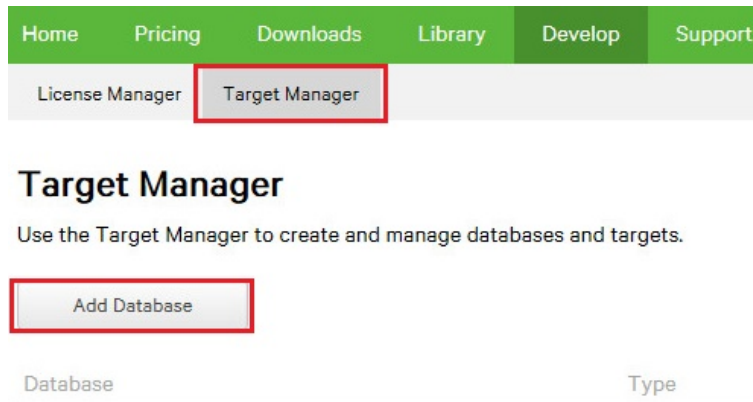 Home Pricing Downloads Library Develop Support
License Manager Target Manager
Target Manager
Use the Target Manager to create and manage databases and targets.
Add Database
Database Type